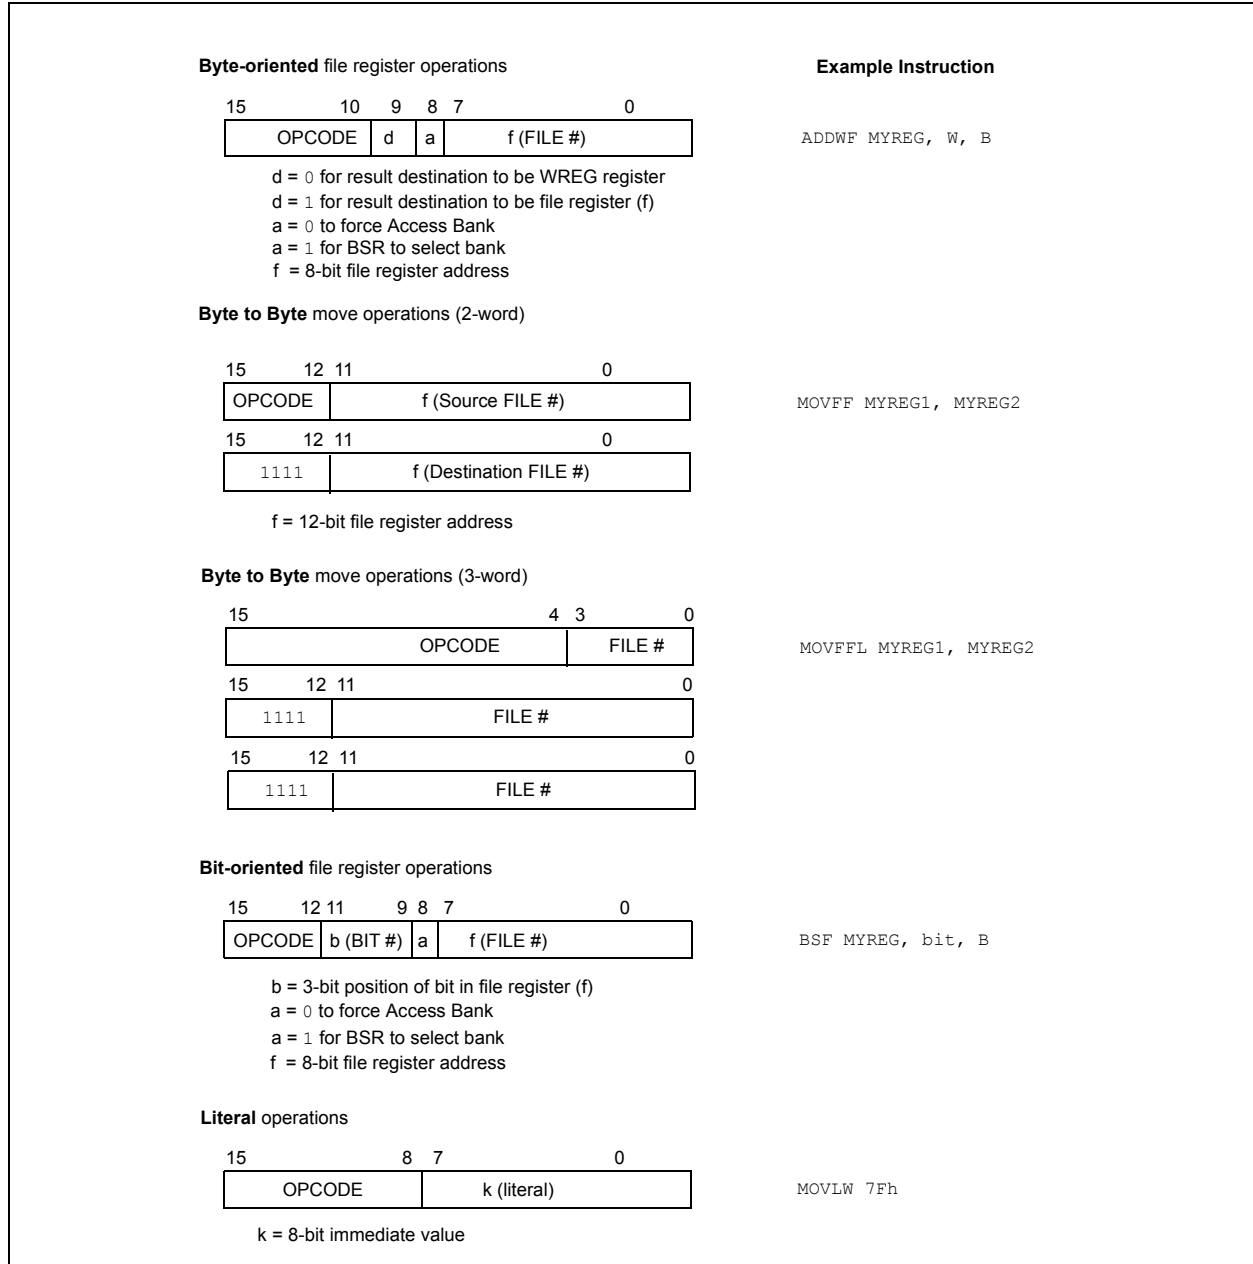 Byte-oriented file register operations Example Instruction
15 10 9 8 7 0
OPCODE d a f (FILE #) ADDWF MYREG, W, B
d = 0 for result destination to be WREG register
d = 1 for result destination to be file register (f)
a = 0 to force Access Bank
a = 1 for BSR to select bank
f = 8-bit file register address
Byte to Byte move operations (2-word)
15 12 11 0
OPCODE f (Source FILE #) MOVFF MYREG1, MYREG2
15 12 11 0
1111 f (Destination FILE #)
f = 12-bit file register address
Byte to Byte move operations (3-word)
15 4 3 0
OPCODE FILE # MOVFFL MYREG1, MYREG2
15 12 11 0
1111 FILE #
15 12 11 0
1111 FILE #
Bit-oriented file register operations
15 12 11 9 8 7 0
OPCODE b (BIT #) a f (FILE #) BSF MYREG, bit, B
b = 3-bit position of bit in file register (f)
a = 0 to force Access Bank
a = 1 for BSR to select bank
f = 8-bit file register address
Literal operations
15 8 7 0
OPCODE k (literal) MOVLW 7Fh
k = 8-bit immediate value